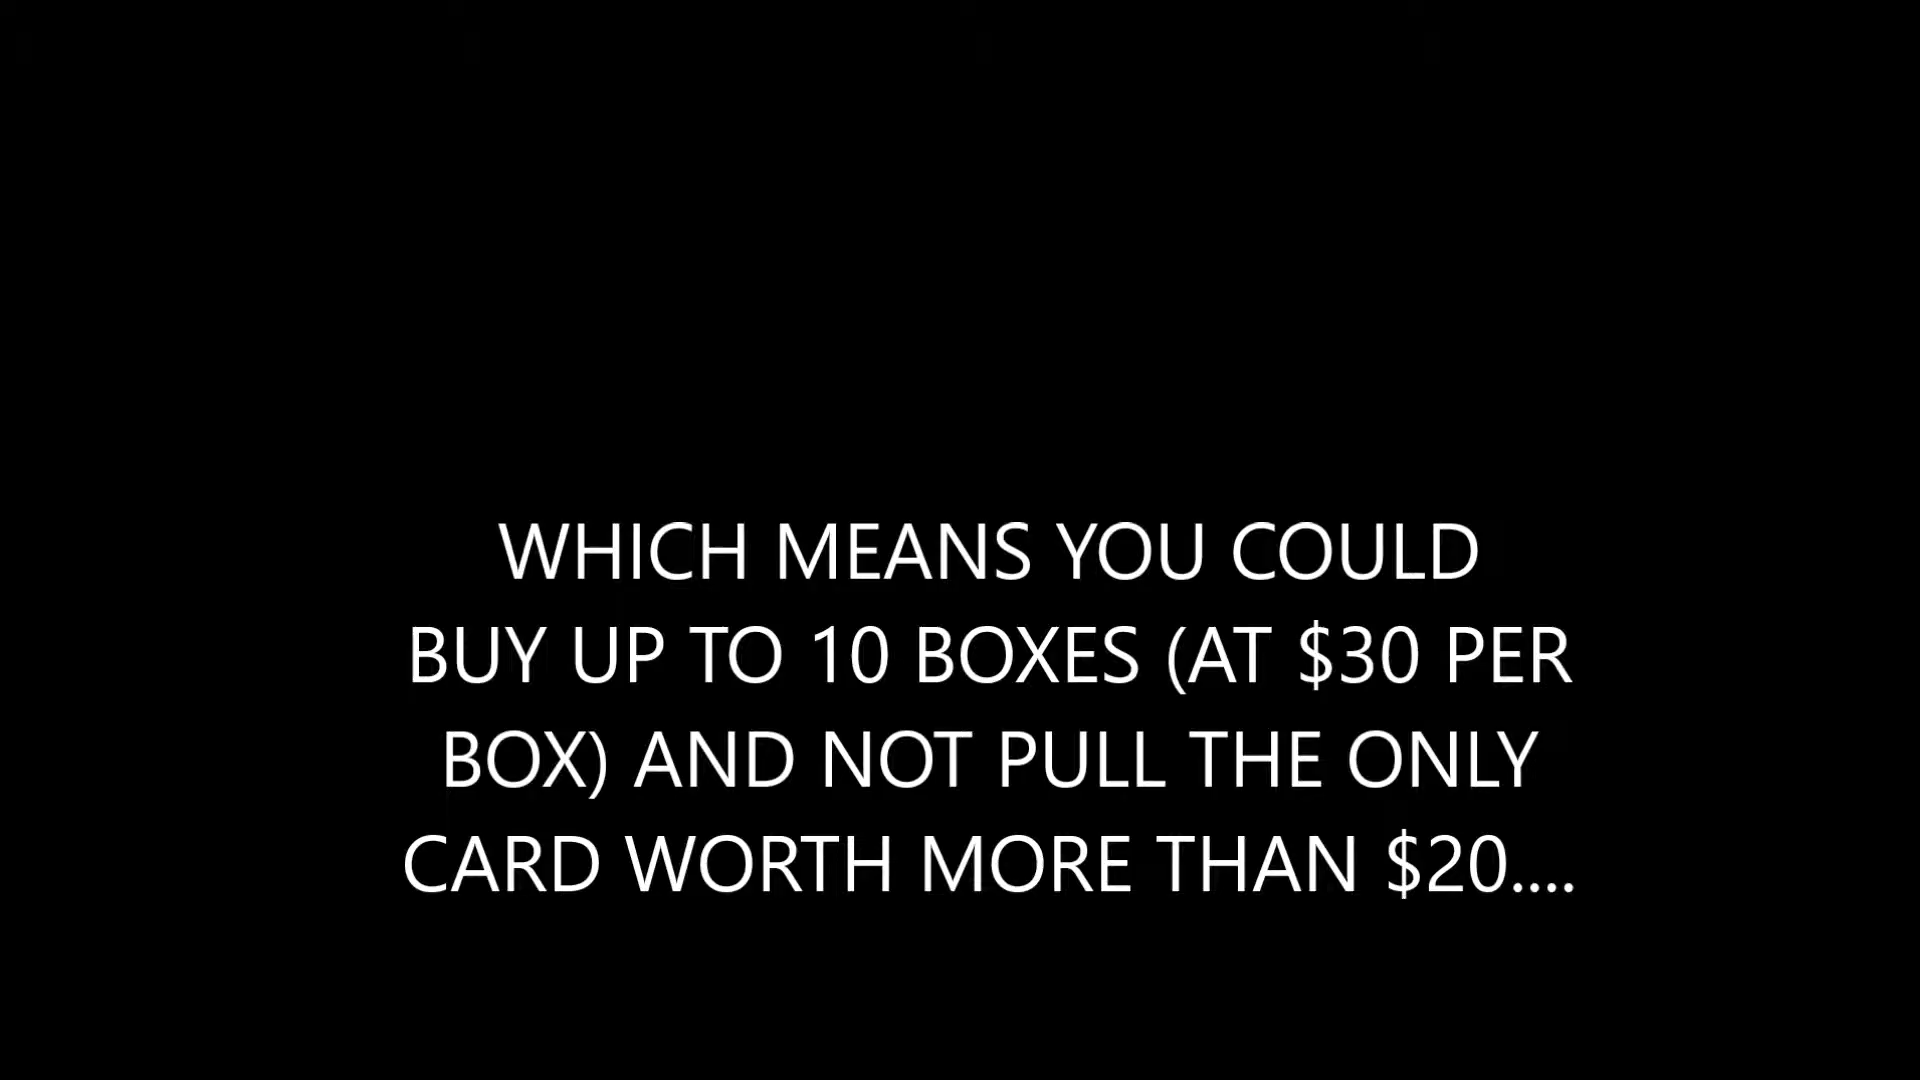 WHICH MEANS YOU COULD
BUY UP TO 10 BOXES (AT $30 PER
BOX) AND NOT PULL THE ONLY
CARD WORTH MORE THAN $20....